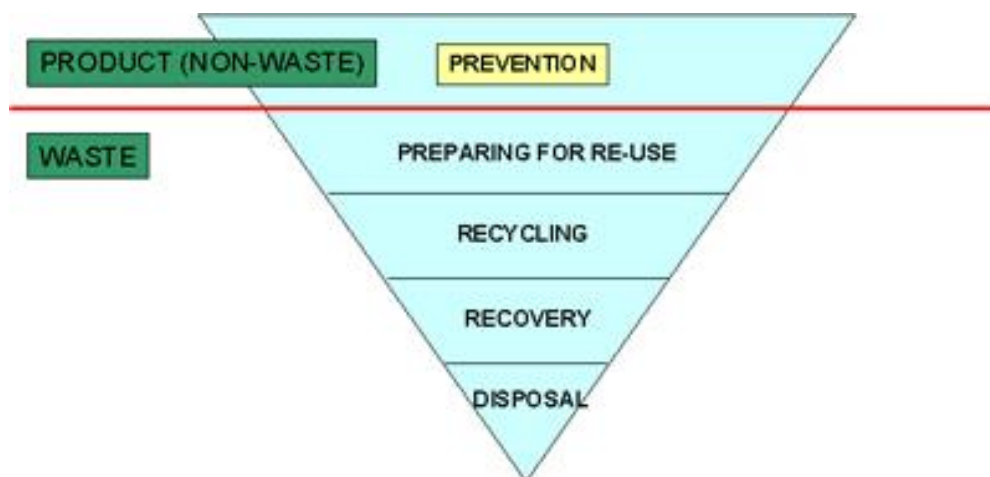 PRODUCT (NON-WASTE)
PREVENTION
WASTE
PREPARING FOR RE-USE
RECYCLING
RECOVERY
DISPOSAL